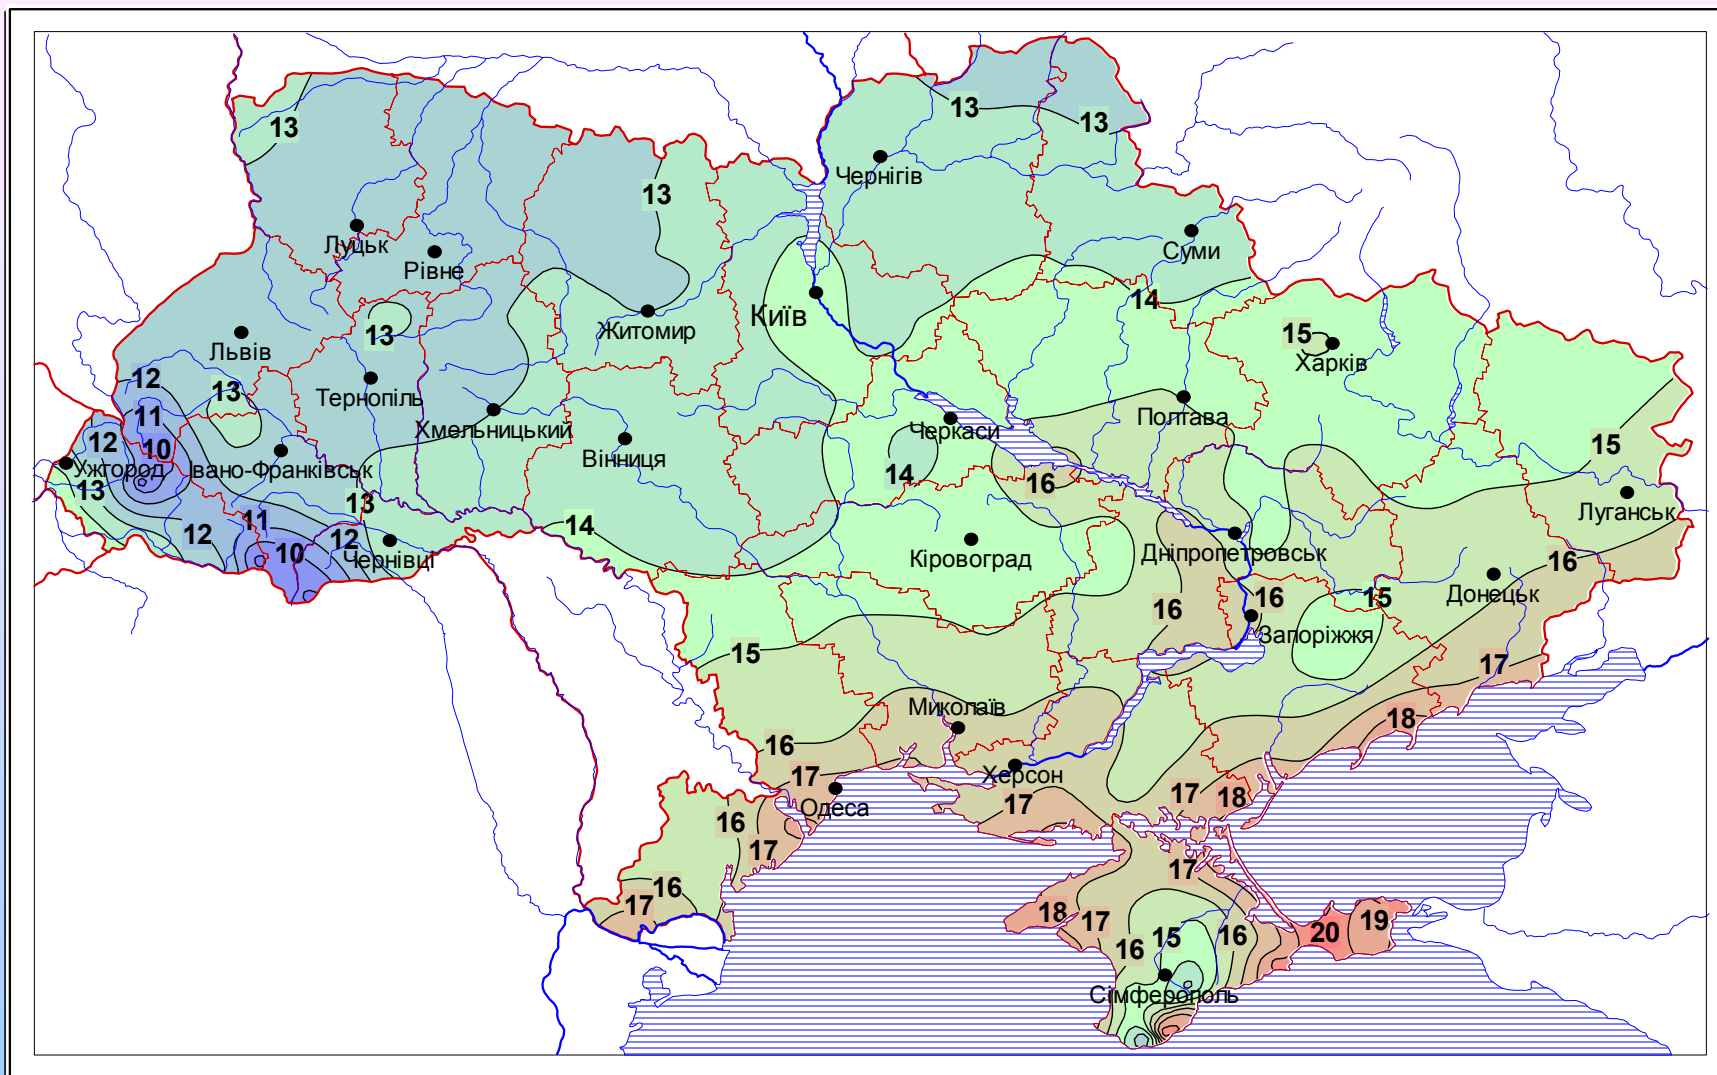 13
13
13
Чернігів
13
Луцьк
Рівне
Суми
14
Київ
Житомир
13
15
Харків
Львів
12
13
Тернопіль
11
Хмельницький
Полтава
Черкаси
12
10
Вінниця
15
Ужгород
Івано-Франківськ
14
16
13
13
Луганськ
12
11
12
14
10
Чернівці
Кіровоград
Дніпропетровськ
16
Донецьк
16
16
15
Запоріжжя
15
17
Миколаїв
18
16
17
Херсон
Одеса
17
17
18
16
17
17
16
17
18
17
16
15
16
20
19
Сімферополь